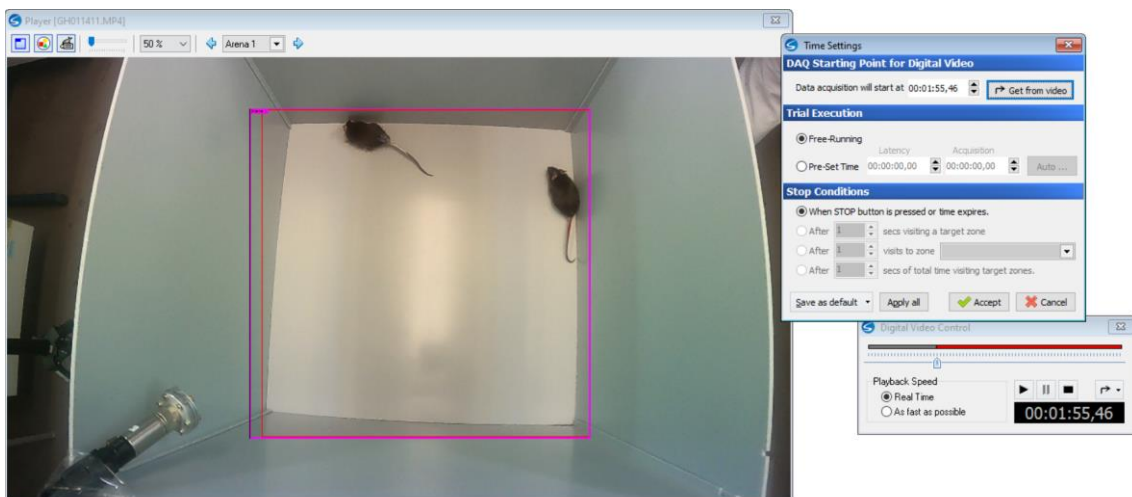 Player [GH011411.MP4]
50 % Arena 1
Time Settings
DAQ Starting Point for Digital Video
Data acquisition will start at 00:01:55,46 Get from video
Trial Execution
Free-Running
Latency Acquisition
Pre-Set Time 00:00:00,00 00:00:00,00 Auto ...
Stop Conditions
When STOP button is pressed or time expires.
After 1 secs visiting a target zone
After 1 visits to zone
After 1 secs of total time visiting target zones.
Save as default Apply all Accept Cancel
Digital Video Control
Playback Speed
Real Time
As fast as possible
00:01:55,46